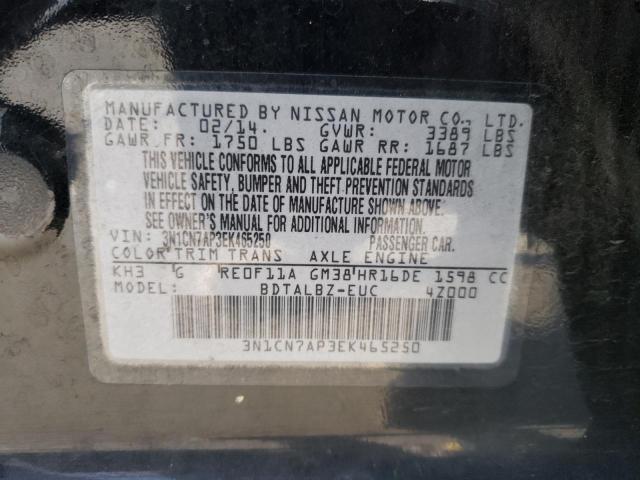 MANUFACTURED BY NISSAN MOTOR CO., LTD.
DATE: 02/14. GVWR: 3389 LBS
GAWR FR: 1750 LBS GAWR RR: 1687 LBS
THIS VEHICLE CONFORMS TO ALL APPLICABLE FEDERAL MOTOR
VEHICLE SAFETY, BUMPER AND THEFT PREVENTION STANDARDS
IN EFFECT ON THE DATE OF MANUFACTURE SHOWN ABOVE.
SEE OWNER'S MANUAL FOR ADDITIONAL INFORMATION.
VIN: 3N1CN7AP3EK465250 PASSENGER CAR.
COLOR TRIM TRANS AXLE ENGINE
KH3 G RE0F11A GM38 HR16DE 1598 CC
MODEL: BDTALBZ-EUC 4Z000
3N1CN7AP3EK465250